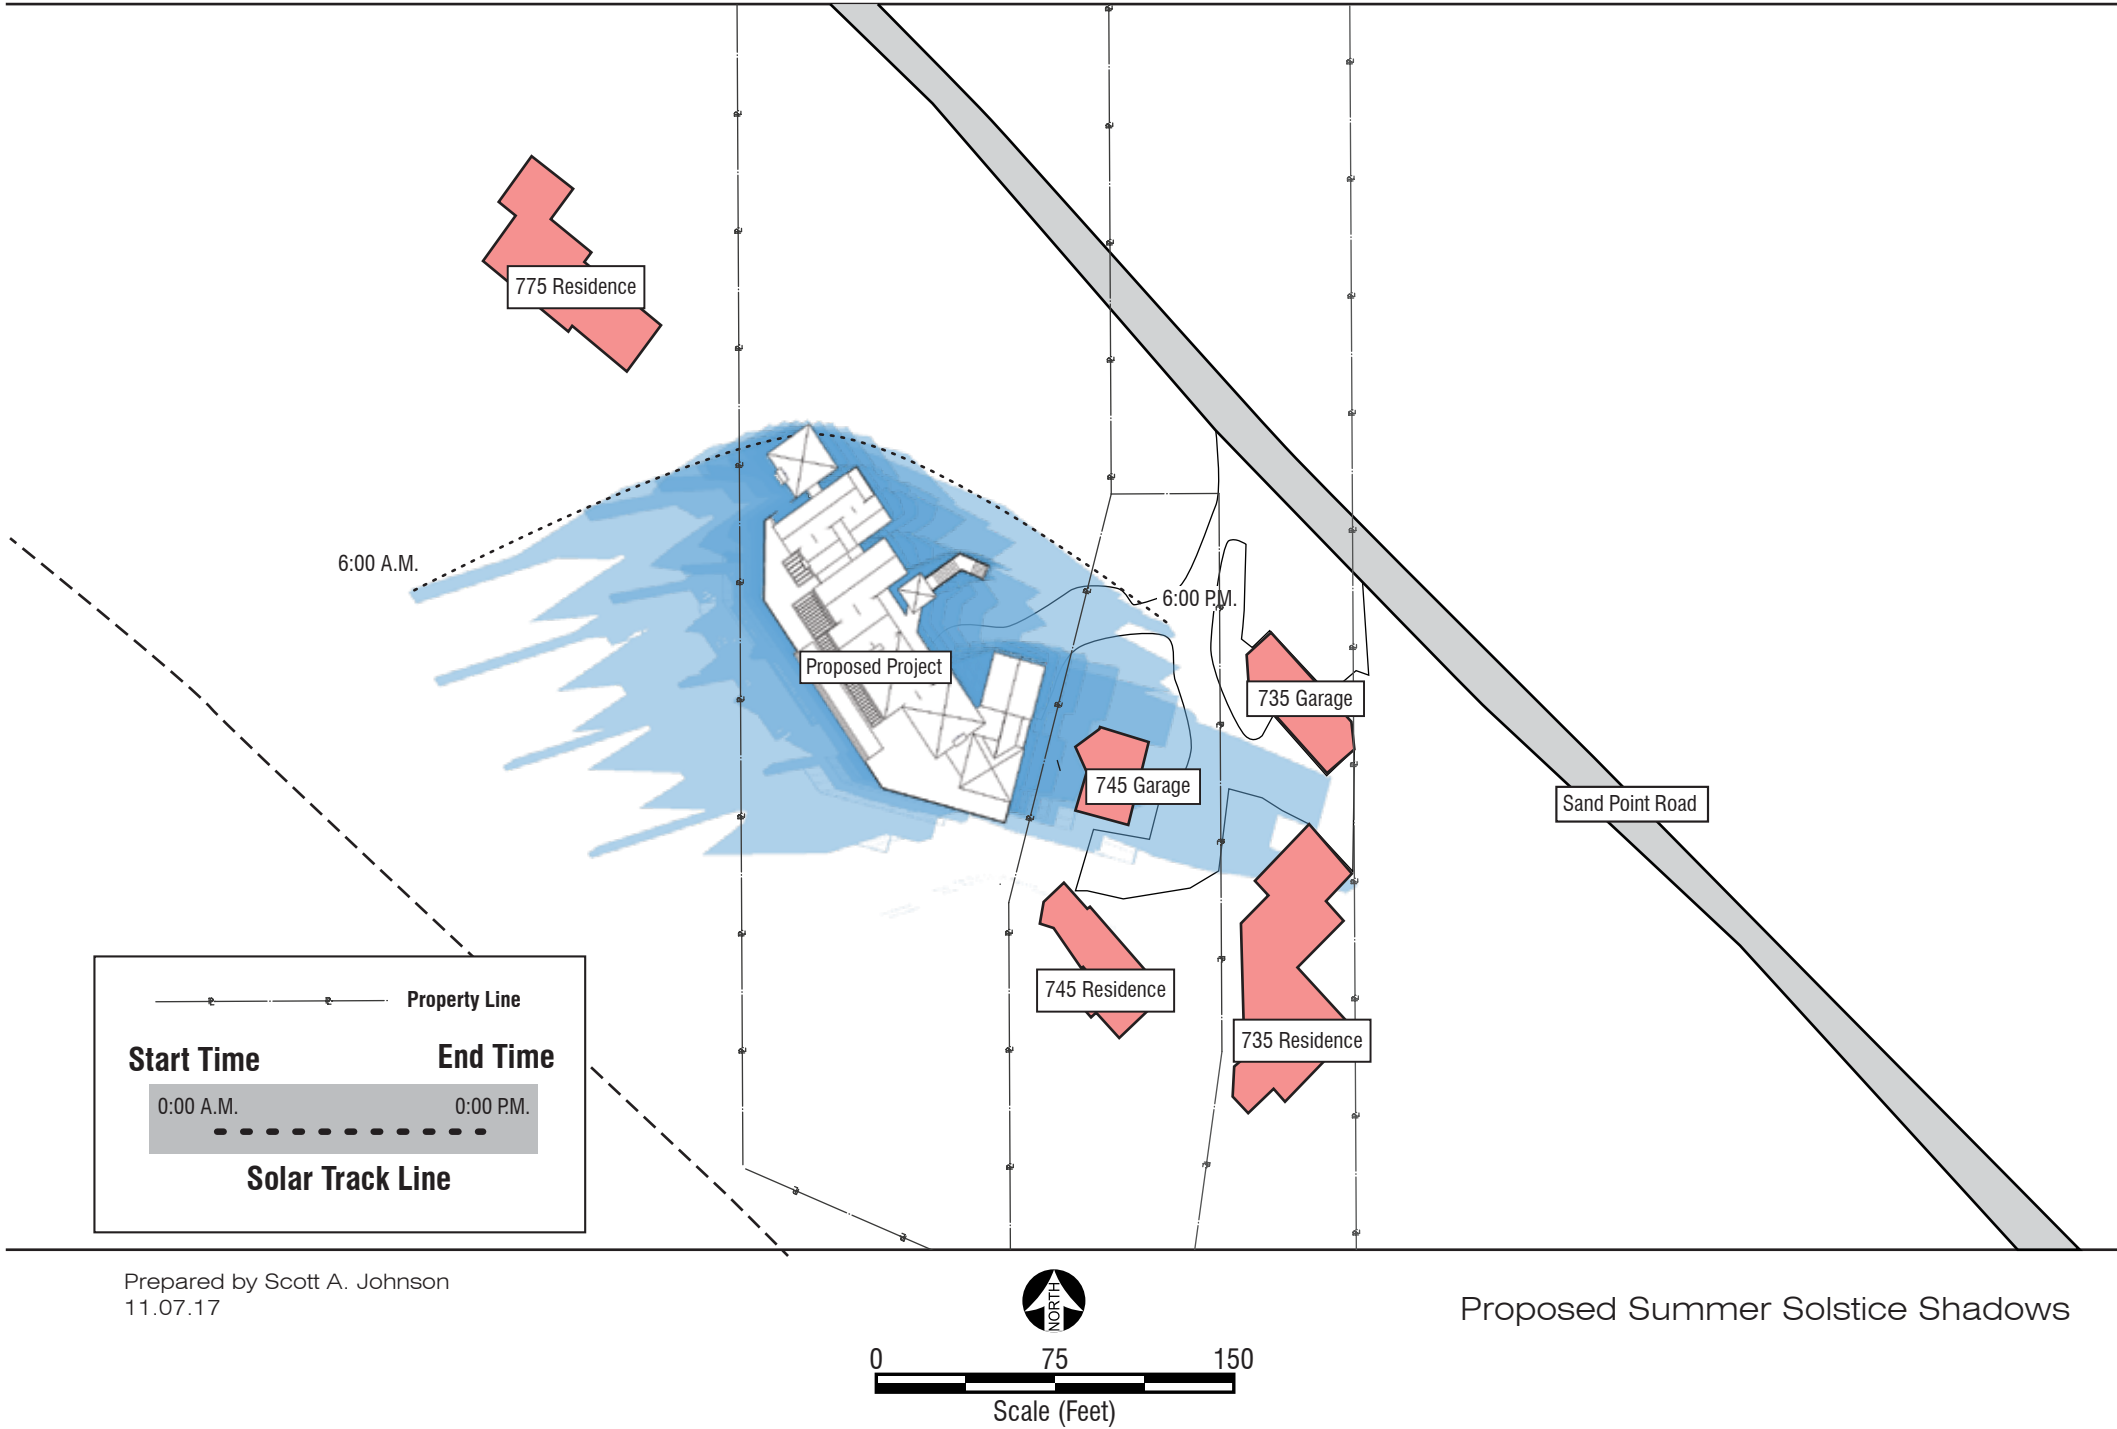 775 Residence
6:00 A.M.
6:00 P.M.
Proposed Project
735 Garage
745 Garage
Sand Point Road
745 Residence
735 Residence
Property Line
Start Time
End Time
0:00 A.M.
0:00 P.M.
Solar Track Line
Prepared by Scott A. Johnson
11.07.17
NORTH
Proposed Summer Solstice Shadows
0 75 150
Scale (Feet)